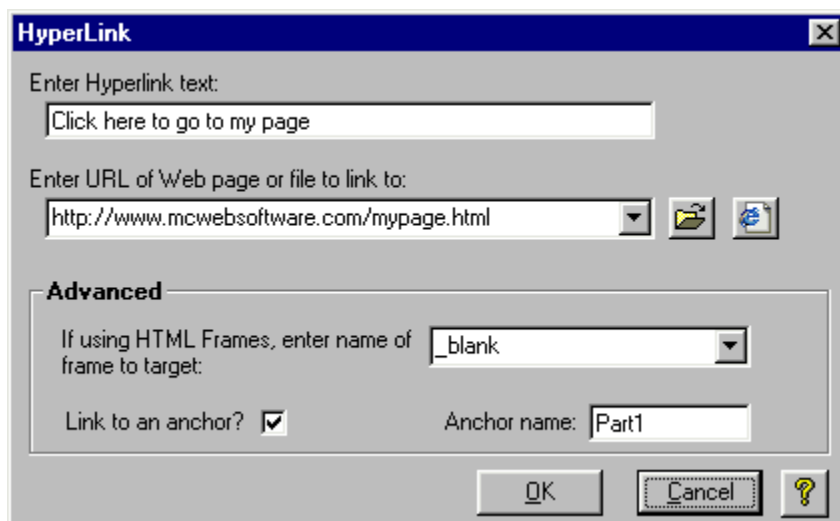 HyperLink
Enter Hyperlink text:
Click here to go to my page
Enter URL of Web page or file to link to:
http://www.mcwebsoftware.com/mypage.html
Advanced
If using HTML Frames, enter name of
frame to target:
_blank
Link to an anchor?
Anchor name: Part1
OK
Cancel